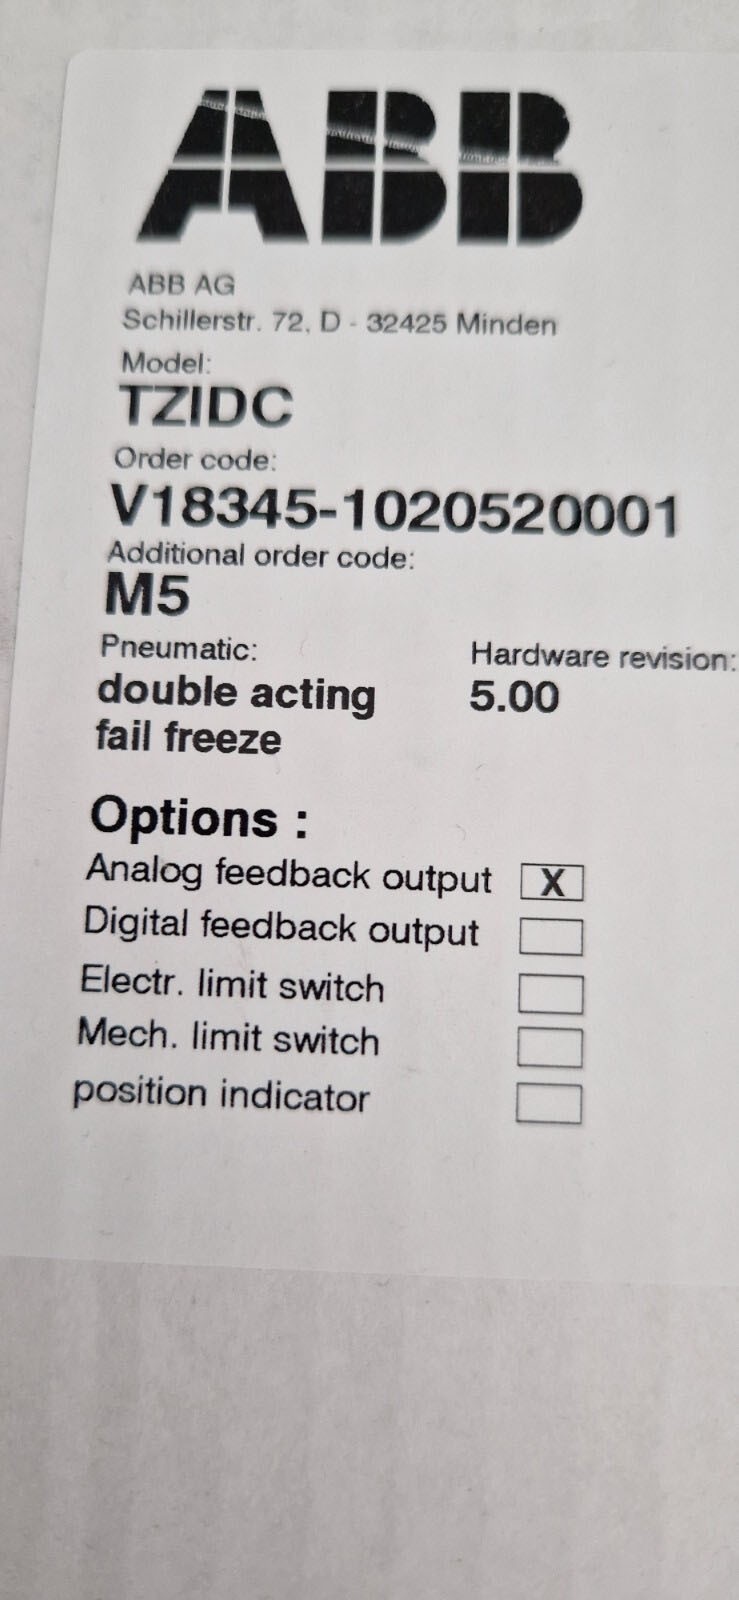 ABB
ABB AG
Schillerstr. 72, D - 32425 Minden
Model:
TZIDC
Order code:
V18345-1020520001
Additional order code:
M5
Pneumatic: Hardware revision:
double acting 5.00
fail freeze
Options :
Analog feedback output X
Digital feedback output
Electr. limit switch
Mech. limit switch
position indicator